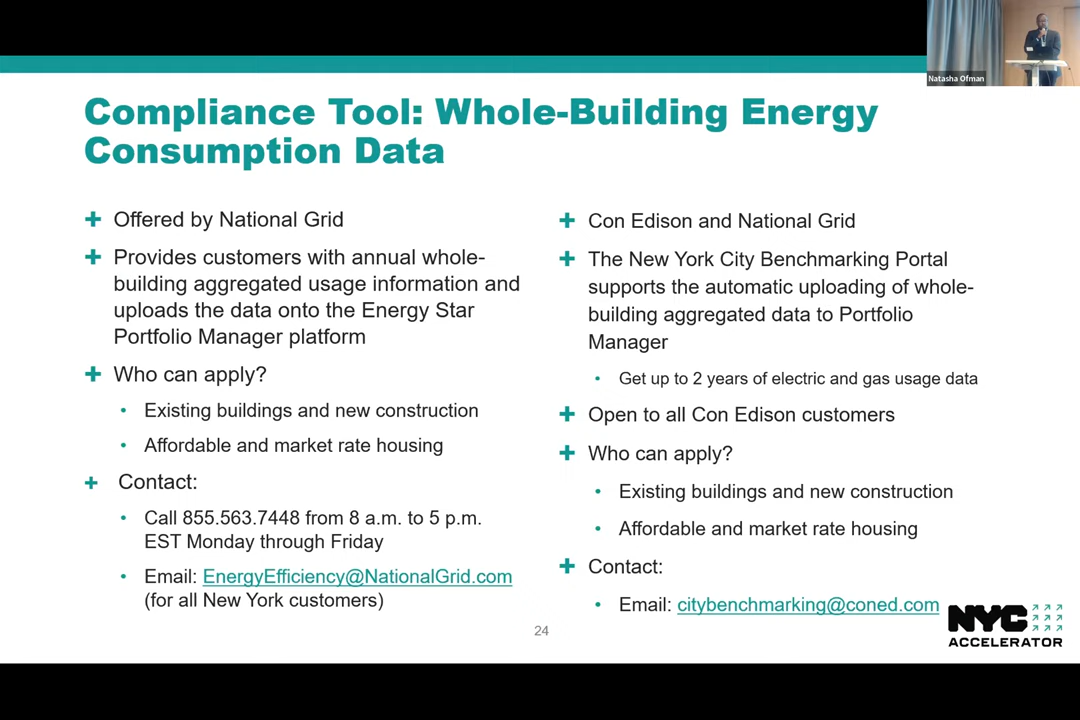 Natasha Ofman
Compliance Tool: Whole-Building Energy
Consumption Data
Offered by National Grid
Provides customers with annual whole-
building aggregated usage information and
uploads the data onto the Energy Star
Portfolio Manager platform
Who can apply?
Existing buildings and new construction
Affordable and market rate housing
Contact:
Call 855.563.7448 from 8 a.m. to 5 p.m.
EST Monday through Friday
Email: EnergyEfficiency@NationalGrid.com
(for all New York customers)
Con Edison and National Grid
The New York City Benchmarking Portal
supports the automatic uploading of whole-
building aggregated data to Portfolio
Manager
Get up to 2 years of electric and gas usage data
Open to all Con Edison customers
Who can apply?
Existing buildings and new construction
Affordable and market rate housing
Contact:
Email: citybenchmarking@coned.com
24
NYC
ACCELERATOR